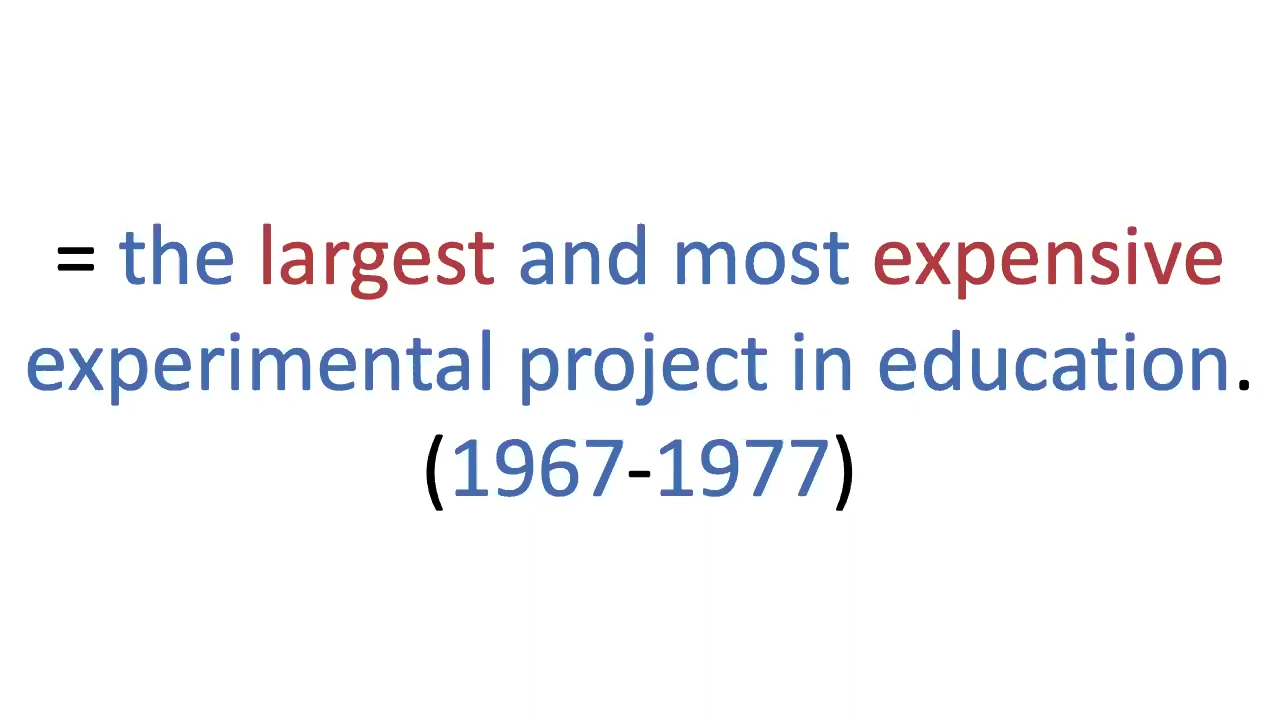 = the largest and most expensive
experimental project in education.
(1967-1977)